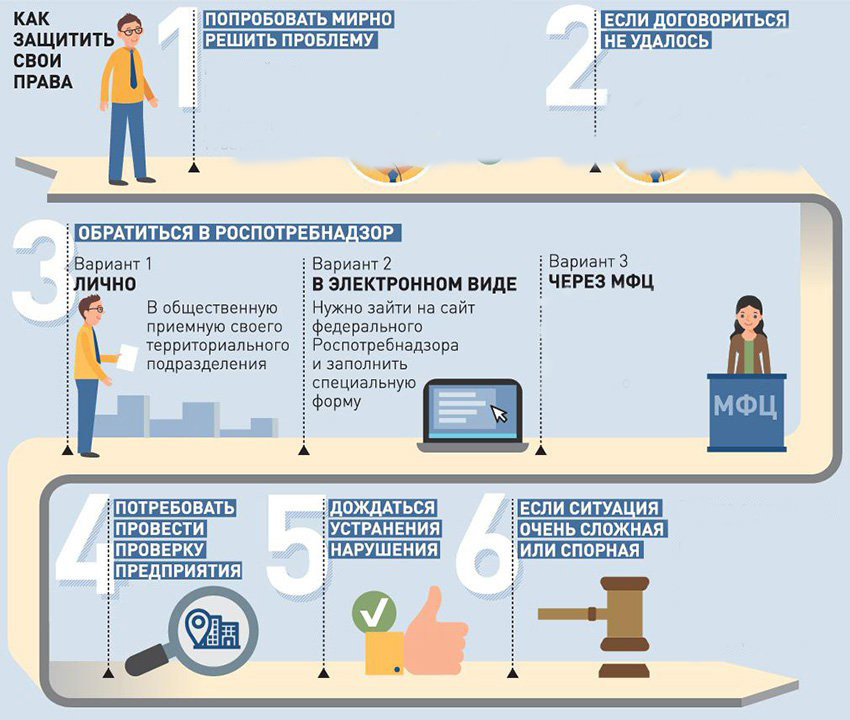 КАК
ЗАЩИТИТЬ
СВОИ
ПРАВА
1
ПОПРОБОВАТЬ МИРНО
РЕШИТЬ ПРОБЛЕМУ
2
ЕСЛИ ДОГОВОРИТЬСЯ
НЕ УДАЛОСЬ
3
ОБРАТИТЬСЯ В РОСПОТРЕБНАДЗОР
Вариант 1
ЛИЧНО
В общественную
приемную своего
территориального
подразделения
Вариант 2
В ЭЛЕКТРОННОМ ВИДЕ
Нужно зайти на сайт
федерального
Роспотребнадзора
и заполнить
специальную
форму
Вариант 3
ЧЕРЕЗ МФЦ
МФЦ
4
ПОТРЕБОВАТЬ
ПРОВЕСТИ
ПРОВЕРКУ
ПРЕДПРИЯТИЯ
5
ДОЖДАТЬСЯ
УСТРАНЕНИЯ
НАРУШЕНИЯ
6
ЕСЛИ СИТУАЦИЯ
ОЧЕНЬ СЛОЖНАЯ
ИЛИ СПОРНАЯ